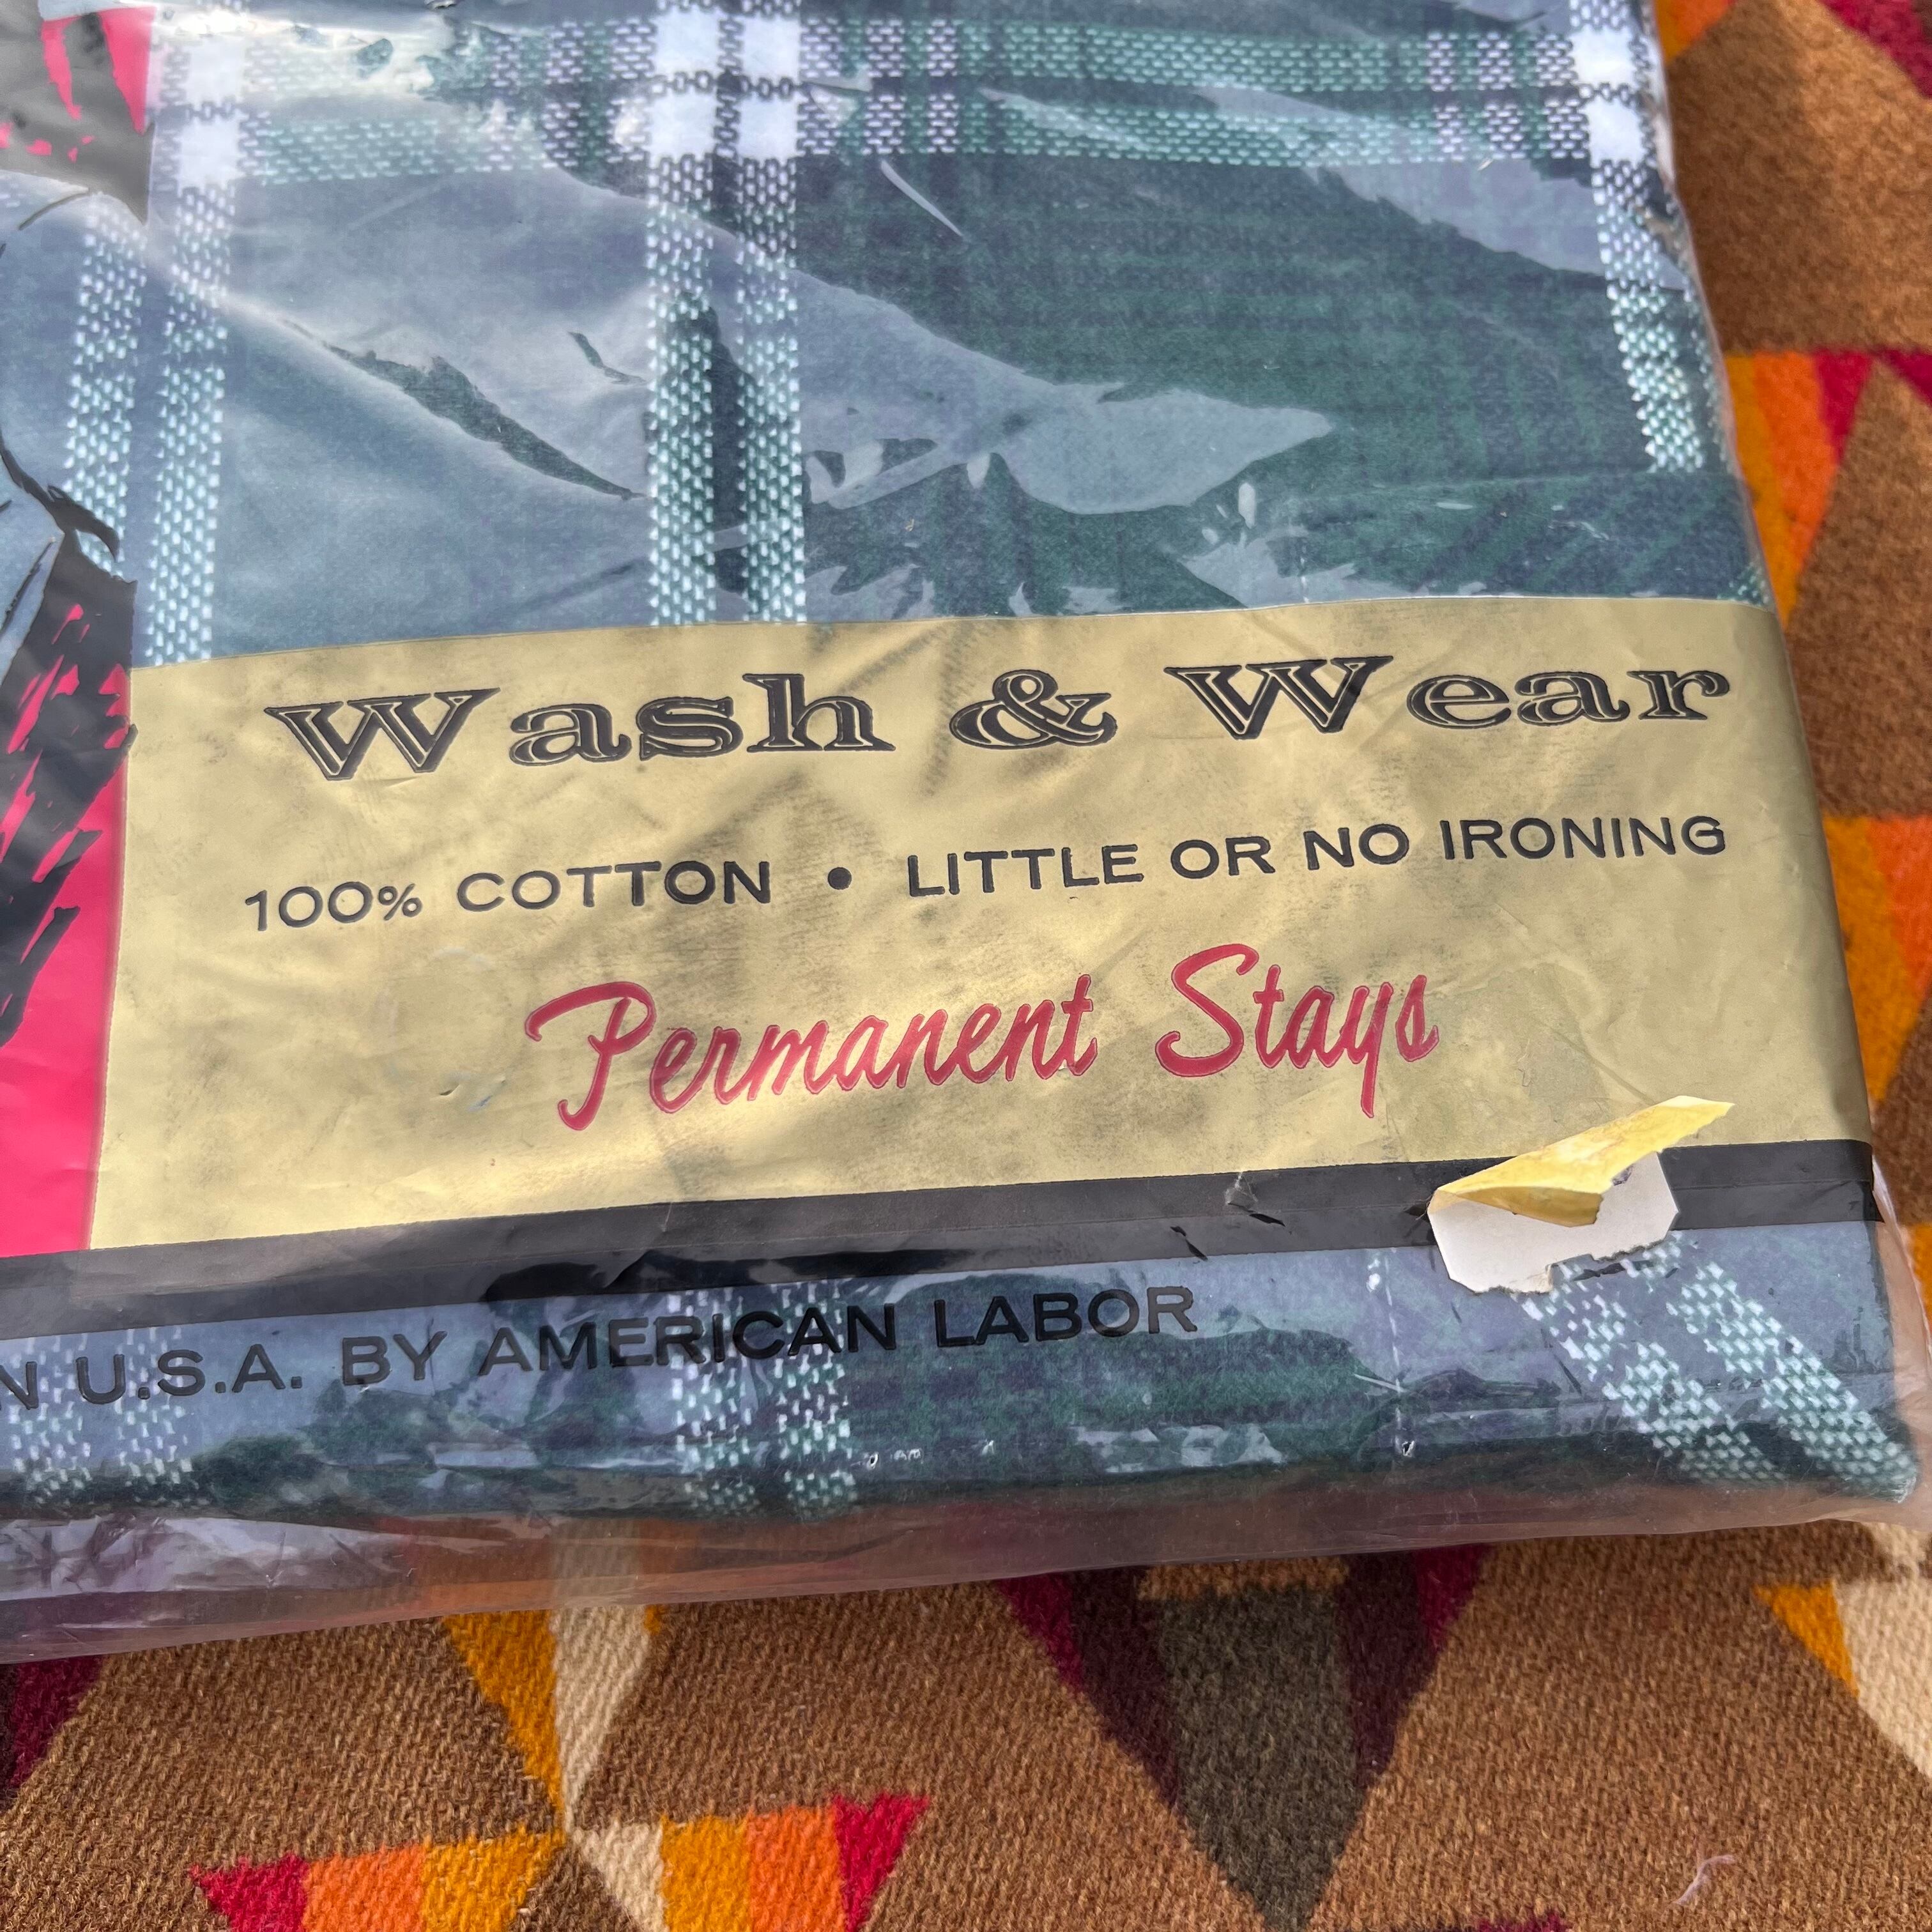 Wash & Wear
100% COTTON • LITTLE OR NO IRONING
Permanent Stays
U.S.A. BY AMERICAN LABOR